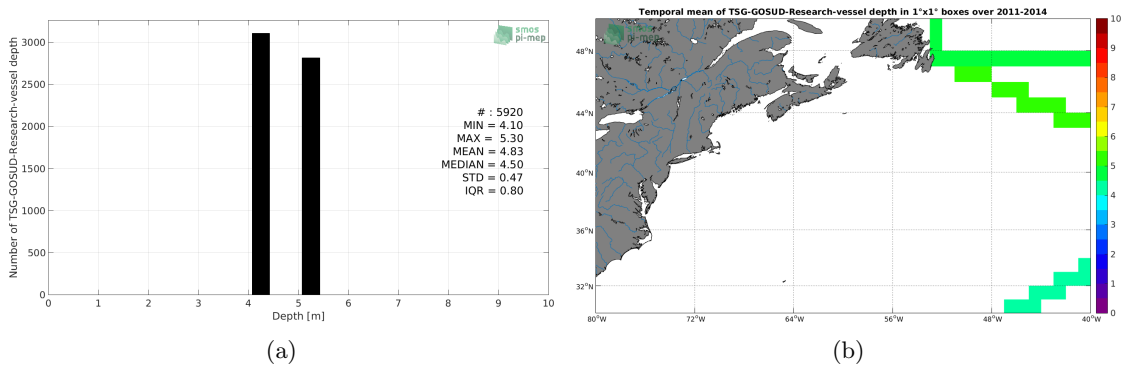 Number of TSG-GOSUD-Research-vessel depth
3000
2500
2000
1500
1000
500
0
0 1 2 3 4 5 6 7 8 9 10
Depth [m]
smos
pi-mep
# : 5920
MIN = 4.10
MAX = 5.30
MEAN = 4.83
MEDIAN = 4.50
STD = 0.47
IQR = 0.80
(a)
Temporal mean of TSG-GOSUD-Research-vessel depth in 1°x1° boxes over 2011-2014
smos
pi-mep
48°N
44°N
40°N
36°N
32°N
80°W 72°W 64°W 56°W 48°W 40°W
10
9
8
7
6
5
4
3
2
1
0
(b)